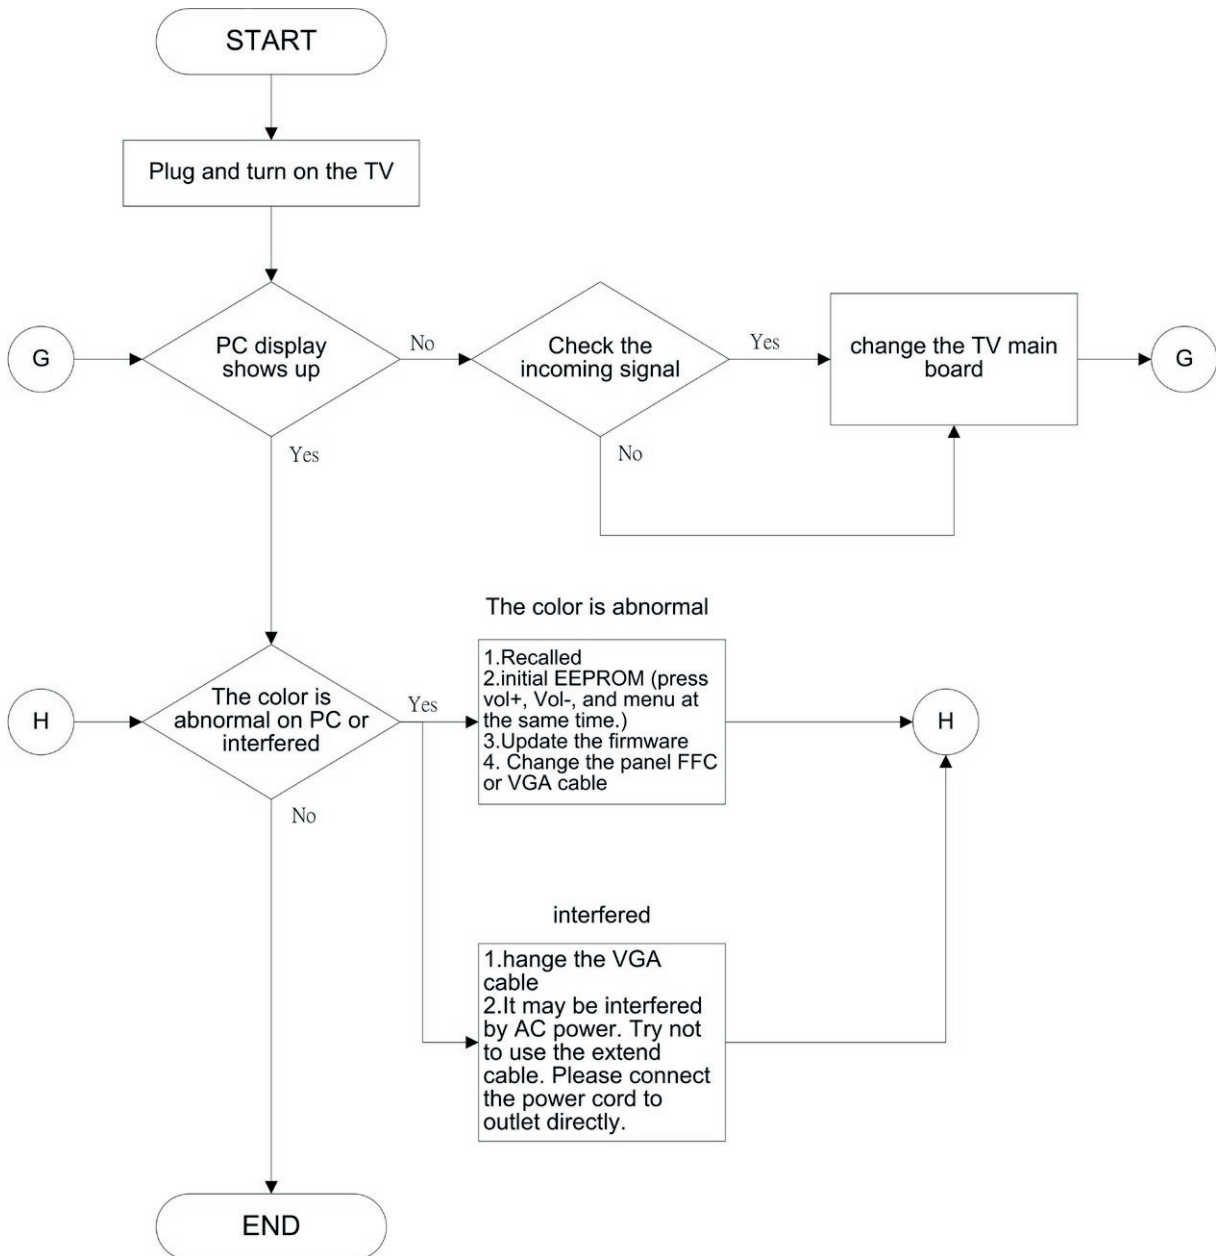 START
Plug and turn on the TV
G
PC display
shows up
No
Check the
incoming signal
Yes
change the TV main
board
G
Yes
No
The color is abnormal
H
The color is
abnormal on PC or
interfered
Yes
1.Recalled
2.initial EEPROM (press
vol+, Vol-, and menu at
the same time.)
3.Update the firmware
4. Change the panel FFC
or VGA cable
H
No
interfered
1.hange the VGA
cable
2.It may be interfered
by AC power. Try not
to use the extend
cable. Please connect
the power cord to
outlet directly.
END